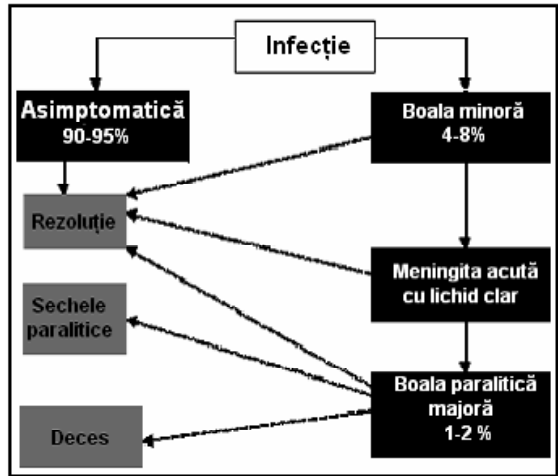 Infecție
Asimptomatică
90-95%
Boala minoră
4-8%
Rezoluție
Meningita acută
cu lichid clar
Sechele
paralitice
Boala paralitică
majoră
1-2 %
Deces